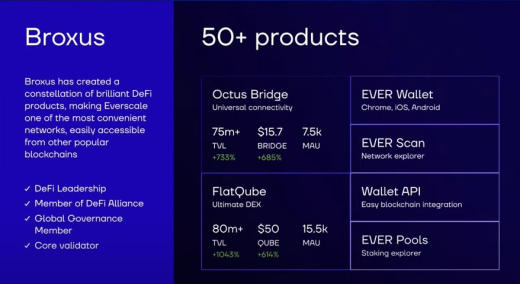 Broxus
Broxus has created a
constellation of brilliant DeFi
products, making Everscale
one of the most convenient
networks, easily accessible
from other popular
blockchains
✓ DeFi Leadership
✓ Member of DeFi Alliance
✓ Global Governance
Member
✓ Core validator
50+ products
Octus Bridge
Universal connectivity
75m+ $15.7 7.5k
TVL BRIDGE MAU
+733% +685%
FlatQube
Ultimate DEX
80m+ $50 15.5k
TVL QUBE MAU
+1043% +614%
EVER Wallet
Chrome, iOS, Android
EVER Scan
Network explorer
Wallet API
Easy blockchain integration
EVER Pools
Staking explorer